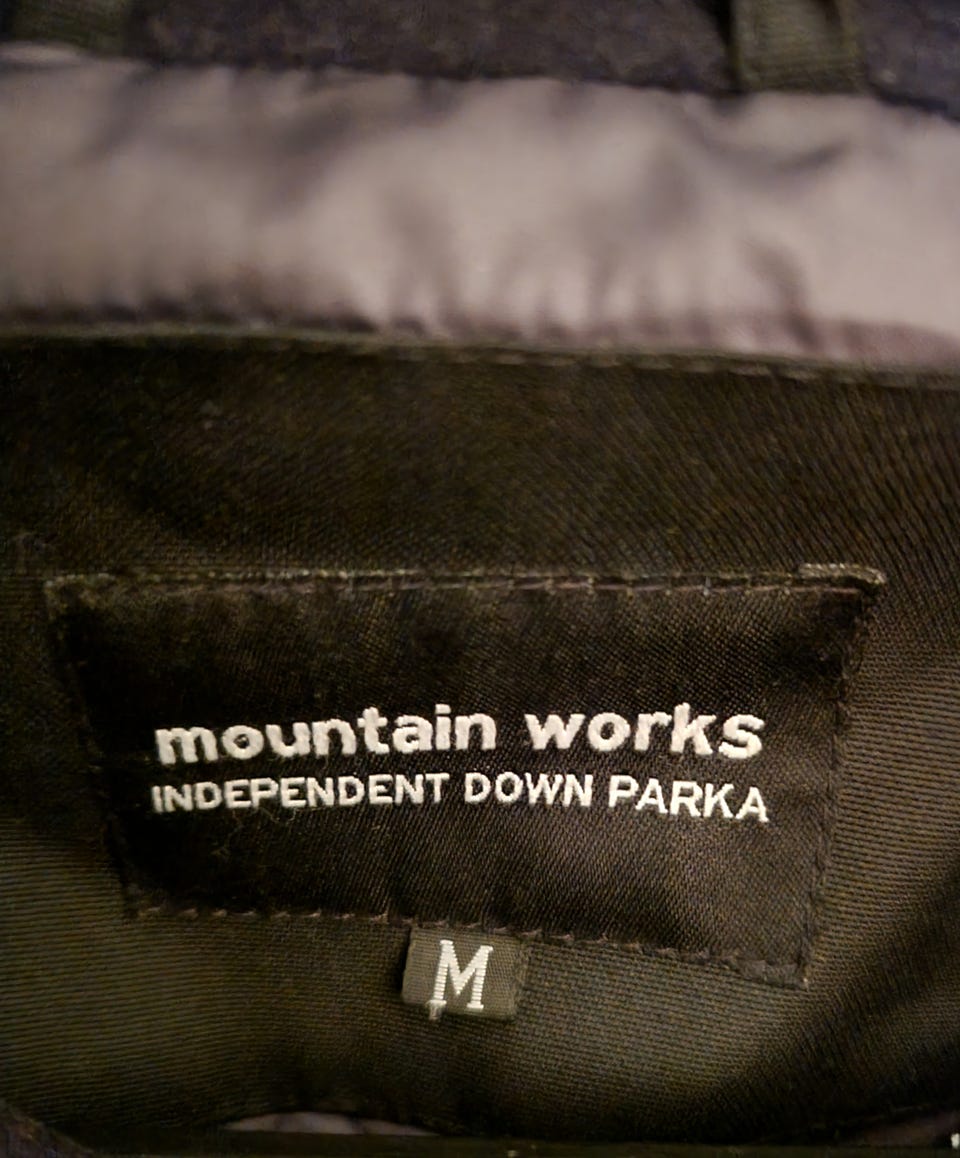 mountain works
INDEPENDENT DOWN PARKA
M